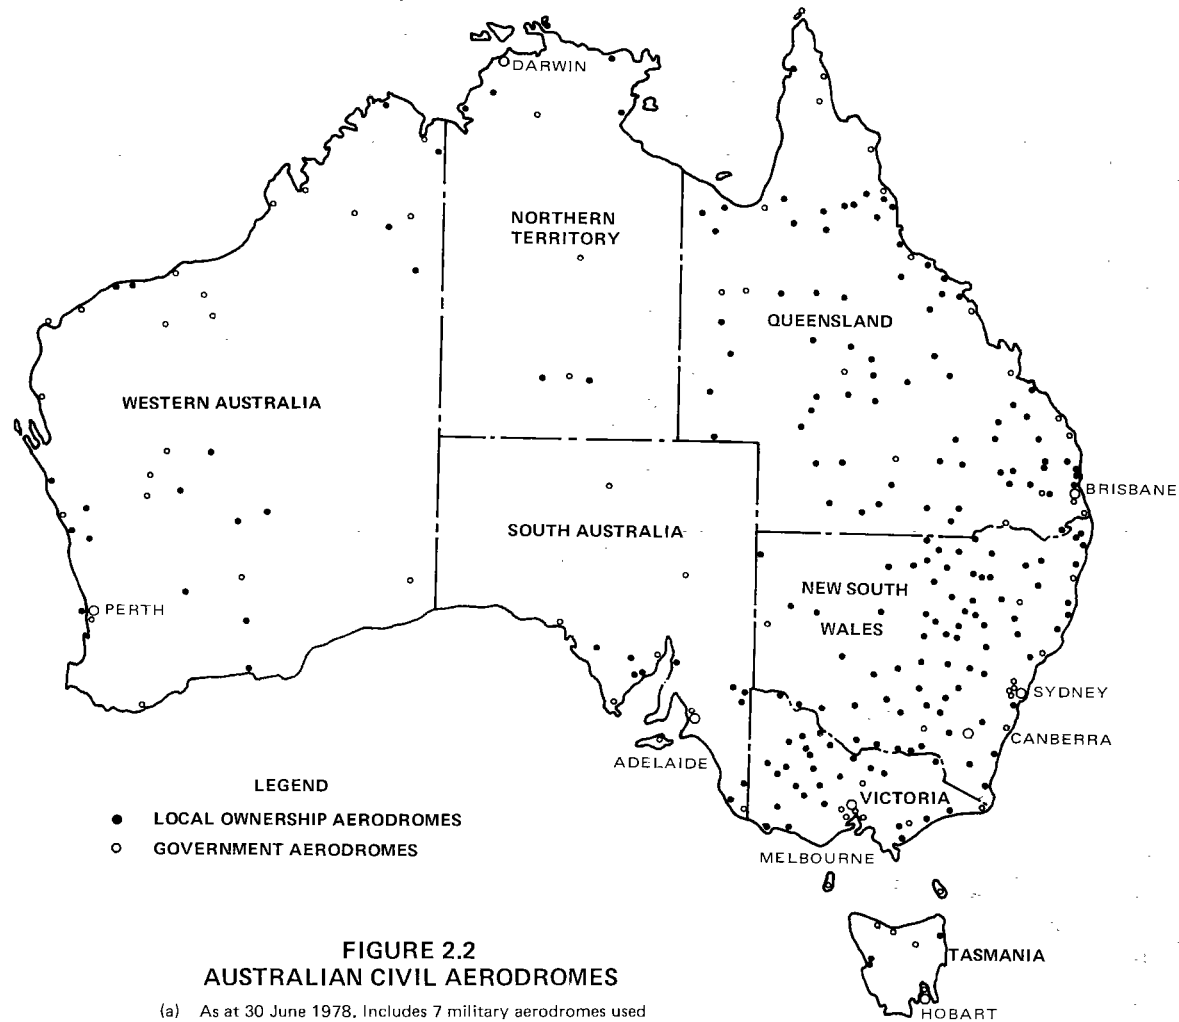 DARWIN
NORTHERN
TERRITORY
QUEENSLAND
WESTERN AUSTRALIA
BRISBANE
SOUTH AUSTRALIA
NEW SOUTH
WALES
PERTH
SYDNEY
CANBERRA
ADELAIDE
LEGEND
VICTORIA
LOCAL OWNERSHIP AERODROMES
GOVERNMENT AERODROMES
MELBOURNE
FIGURE 2.2
AUSTRALIAN CIVIL AERODROMES
TASMANIA
(a) As at 30 June 1978, Includes 7 military aerodromes used
HOBART